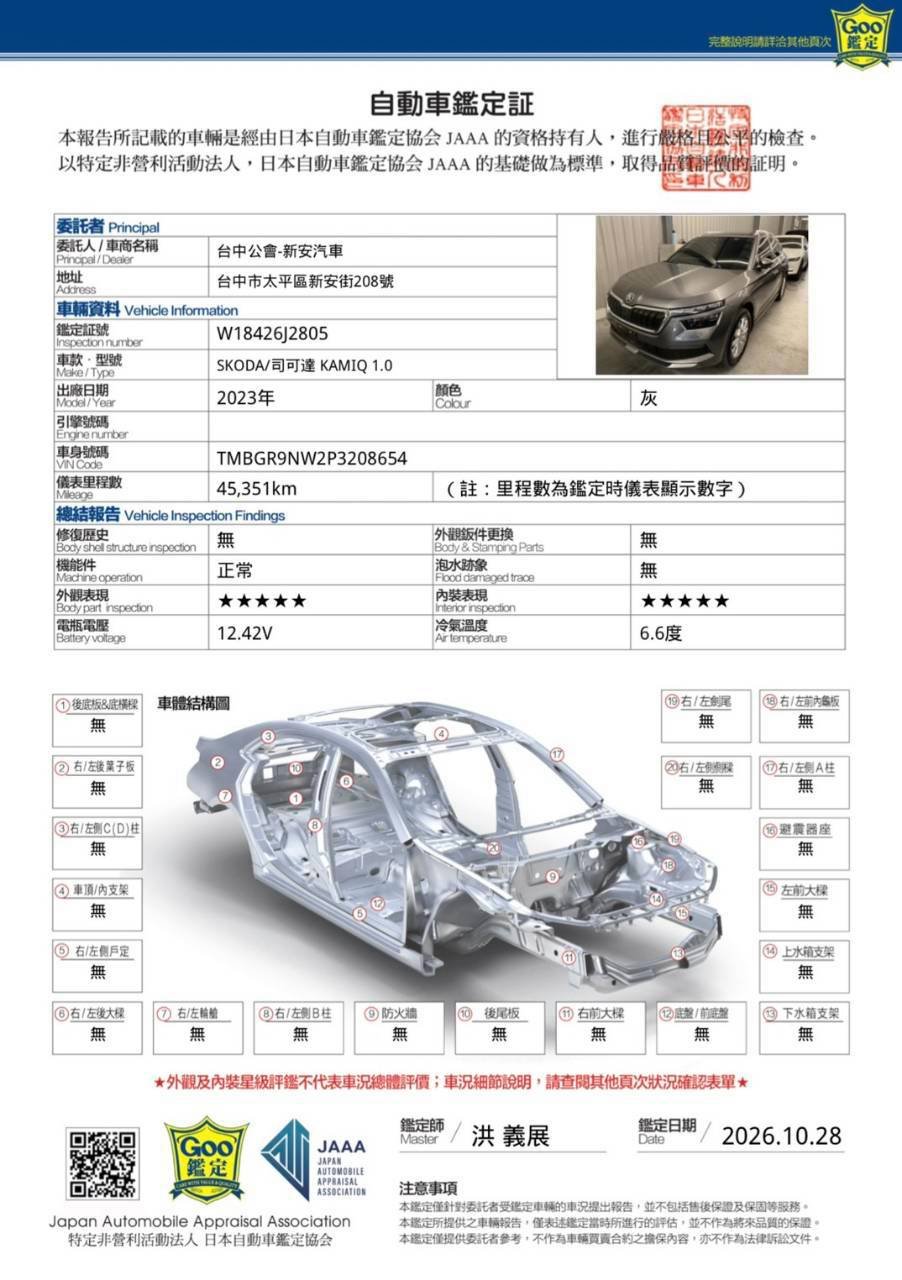 完整說明請詳洽其他頁次
Goo
鑑定
自動車鑑定証
本報告所記載的車輛是經由日本自動車鑑定協会 JAAA 的資格持有人,進行嚴格且公平的檢查。
以特定非營利活動法人,日本自動車鑑定協会 JAAA 的基礎做為標準,取得品質評價的証明。
委託者 Principal
委託人 / 車商名稱
Principal / Dealer
台中公會-新安汽車
地址
Address
台中市太平區新安街208號
車輛資料 Vehicle Information
鑑定証號
Inspection number
W18426J2805
車款‧型號
Make / Type
SKODA/司可達 KAMIQ 1.0
出廠日期
Model / Year
2023年
顏色
Colour
灰
引擎號碼
Engine number
車身號碼
VIN Code
TMBGR9NW2P3208654
儀表里程數
Mileage
45,351km
(註:里程數為鑑定時儀表顯示數字)
總結報告 Vehicle Inspection Findings
修復歷史
Body shell structure inspection
無
外觀鈑件更換
Body & Stamping Parts
無
機能件
Machine operation
正常
泡水跡象
Flood damaged trace
無
外觀表現
Body part inspection
★★★★★
內裝表現
Interior inspection
★★★★★
電瓶電壓
Battery voltage
12.42V
冷氣溫度
Air temperature
6.6度
車體結構圖
①後底板&底橫樑
無
② 右/左後葉子板
無
③右/左側C(D)柱
無
④ 車頂/內支架
無
⑤ 右/左側戶定
無
⑥右/左後大樑
無
⑦ 右/左輪艙
無
⑧右/左側B柱
無
⑨ 防火牆
無
⑩ 後尾板
無
⑪ 右前大樑
無
⑫底盤/前底盤
無
⑬ 下水箱支架
無
⑭ 上水箱支架
無
⑮ 左前大樑
無
⑯ 避震器座
無
⑰右/左側A柱
無
⑱右/左前內龜板
無
⑲右/左劍尾
無
⑳右/左側側樑
無
★外觀及內裝星級評鑑不代表車況總體評價;車況細節說明,請查閱其他頁次狀況確認表單★
Goo
鑑定
JAAA
JAPAN
AUTOMOBILE
APPRAISAL
ASSOCIATION
Japan Automobile Appraisal Association
特定非營利活動法人 日本自動車鑑定協会
鑑定師
Master
/ 洪 義展
鑑定日期
Date
/ 2026.10.28
注意事項
本鑑定僅針對委託者受鑑定車輛的車況提出報告,並不包括售後保證及保固等服務。
本鑑定所提供之車輛報告,僅表述鑑定當時所進行的評估,並不作為將來品質的保證。
本鑑定僅提供委託者參考,不作為車輛買賣合約之擔保內容,亦不作為法律訴訟文件。